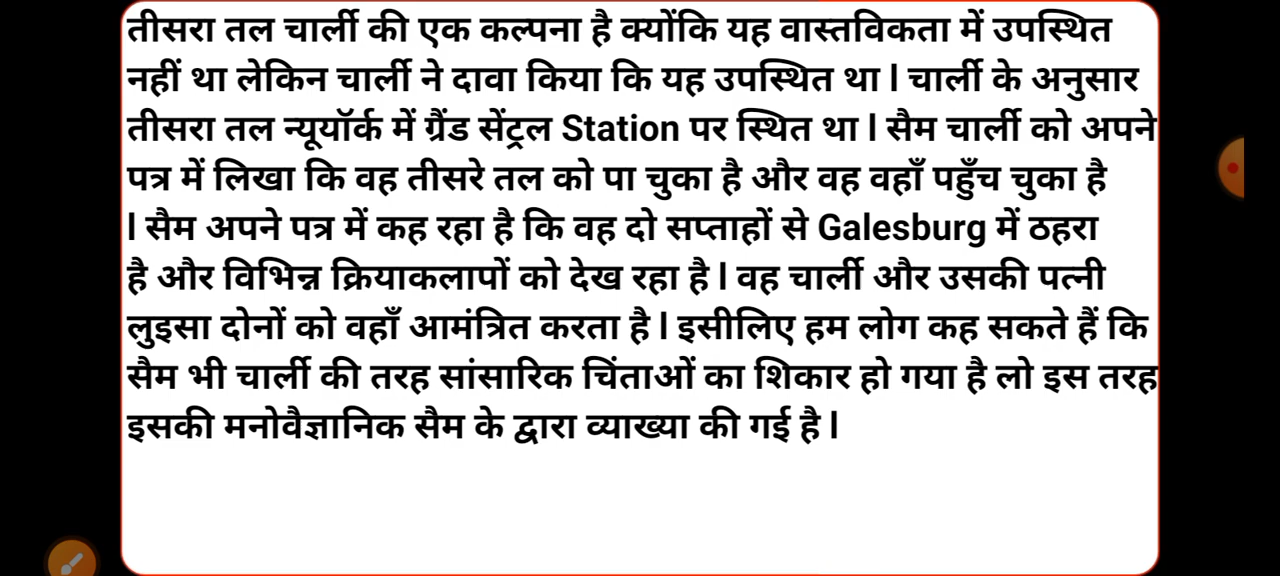 तीसरा तल चार्ली की एक कल्पना है क्योंकि यह वास्तविकता में उपस्थित
नहीं था लेकिन चार्ली ने दावा किया कि यह उपस्थित था l चार्ली के अनुसार
तीसरा तल न्यूयॉर्क में ग्रैंड सेंट्रल Station पर स्थित था l सैम चार्ली को अपने
पत्र में लिखा कि वह तीसरे तल को पा चुका है और वह वहाँ पहुँच चुका है
l सैम अपने पत्र में कह रहा है कि वह दो सप्ताहों से Galesburg में ठहरा
है और विभिन्न क्रियाकलापों को देख रहा है l वह चार्ली और उसकी पत्नी
लुइसा दोनों को वहाँ आमंत्रित करता है l इसीलिए हम लोग कह सकते हैं कि
सैम भी चार्ली की तरह सांसारिक चिंताओं का शिकार हो गया है लो इस तरह
इसकी मनोवैज्ञानिक सैम के द्वारा व्याख्या की गई है l